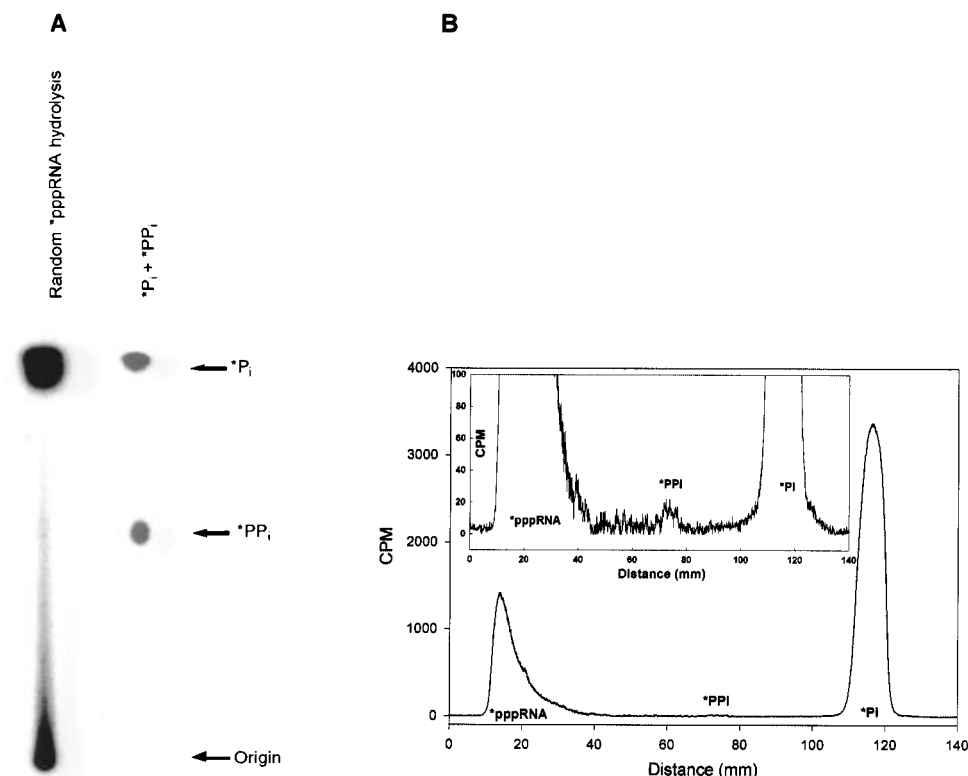 A
B
Random *pppRNA hydrolysis
*Pi + *PPi
*Pi
*PPi
Origin
4000
3000
2000
1000
0
CPM
0
20
40
60
80
100
120
140
Distance (mm)
*pppRNA
*PPI
*PI
100
80
60
40
20
0
CPM
0
20
40
60
80
100
120
140
Distance (mm)
*pppRNA
*PPI
*PI